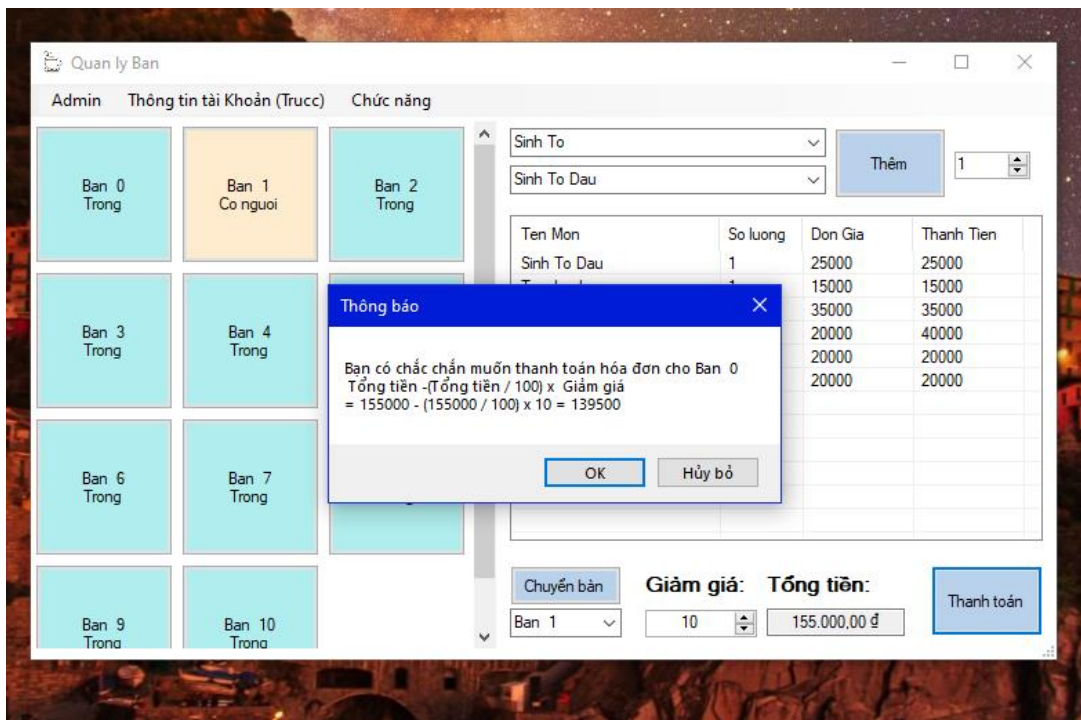 Quan ly Ban
Admin Thông tin tài Khoản (Trucc) Chức năng
Ban 0
Trong
Ban 1
Co nguoi
Ban 2
Trong
Ban 3
Trong
Ban 4
Trong
Ban 6
Trong
Ban 7
Trong
Ban 9
Trong
Ban 10
Trong
Sinh To
Sinh To Dau
Thêm
1
Ten Mon So luong Don Gia Thanh Tien
Sinh To Dau 1 25000 25000
15000 15000
35000 35000
20000 40000
20000 20000
20000 20000
Thông báo
Bạn có chắc chắn muốn thanh toán hóa đơn cho Ban 0
Tổng tiền -(Tổng tiền / 100) x Giảm giá
= 155000 - (155000 / 100) x 10 = 139500
OK Hủy bỏ
Chuyển bàn Giảm giá: Tổng tiền:
Ban 1 10 155.000,00 ₫
Thanh toán